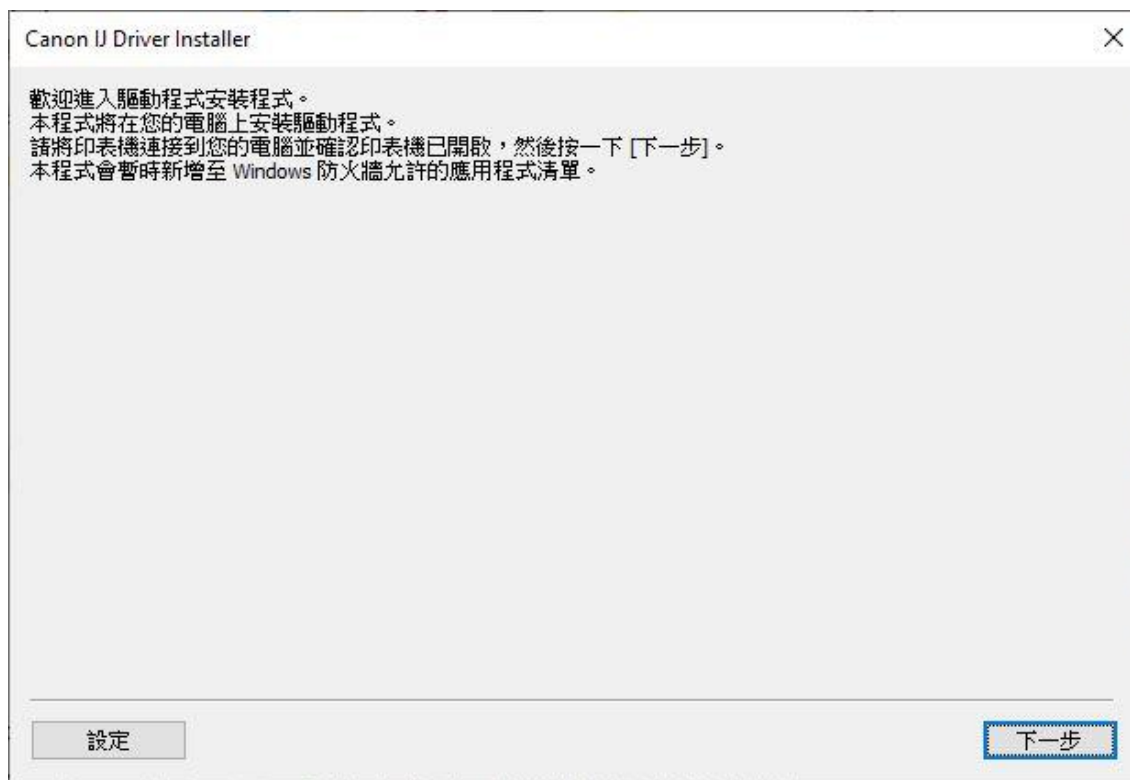 Canon IJ Driver Installer
歡迎進入驅動程式安裝程式。
本程式將在您的電腦上安裝驅動程式。
請將印表機連接到您的電腦並確認印表機已開啟，然後按一下 [下一步]。
本程式會暫時新增至 Windows 防火牆允許的應用程式清單。
設定
下一步